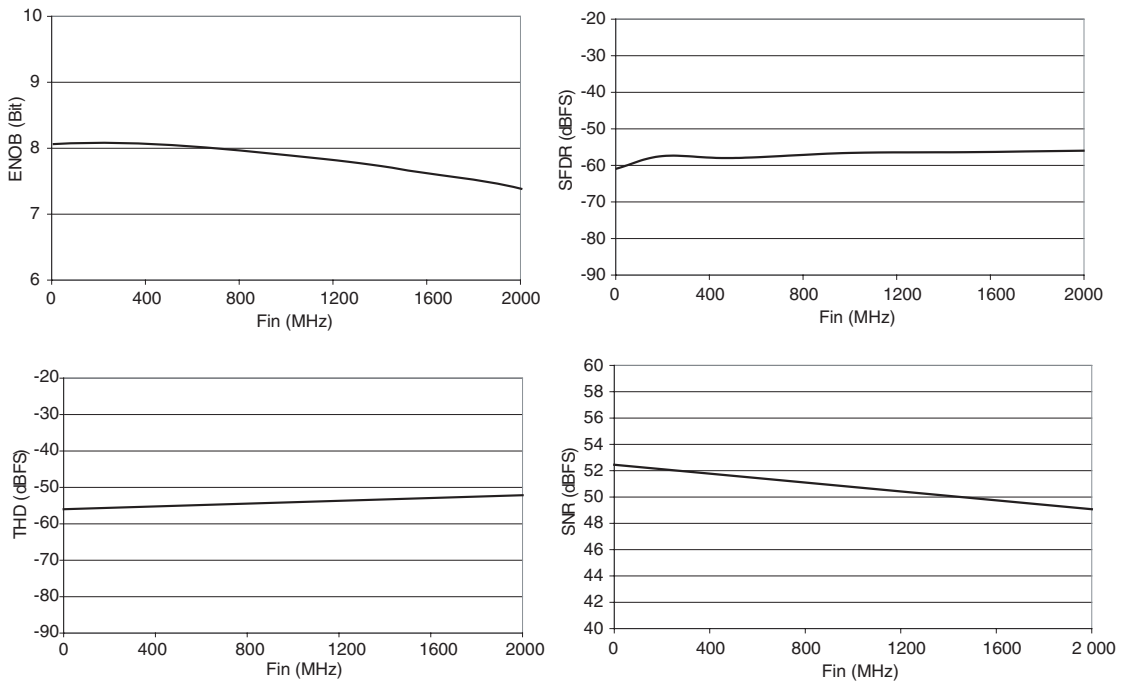 ENOB (Bit)
10
9
8
7
6
0 400 800 1200 1600 2000
Fin (MHz)
SFDR (dBFS)
-20
-30
-40
-50
-60
-70
-80
-90
0 400 800 1200 1600 2000
Fin (MHz)
THD (dBFS)
-20
-30
-40
-50
-60
-70
-80
-90
0 400 800 1200 1600 2000
Fin (MHz)
SNR (dBFS)
60
58
56
54
52
50
48
46
44
42
40
0 400 800 1200 1600 2 000
Fin (MHz)